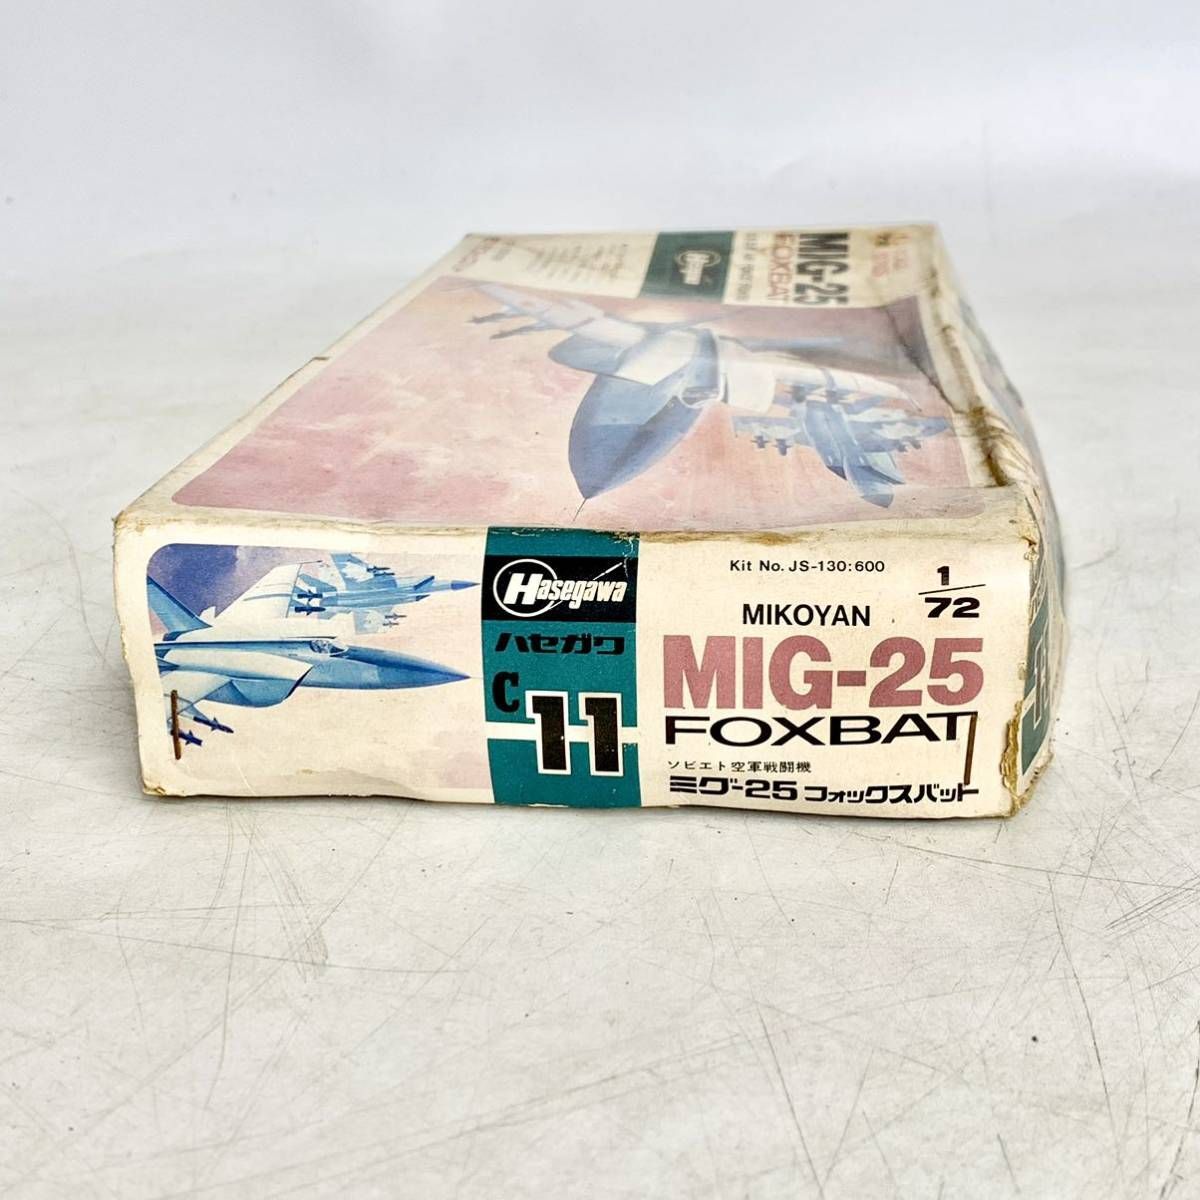 MIG-25
FOXBAT
Hasegawa
Hasegawa
ハセガワ
C
11
Kit No. JS-130:600
1/72
MIKOYAN
MIG-25
FOXBAT
ソビエト空軍戦闘機
ミグ-25 フォックスバット